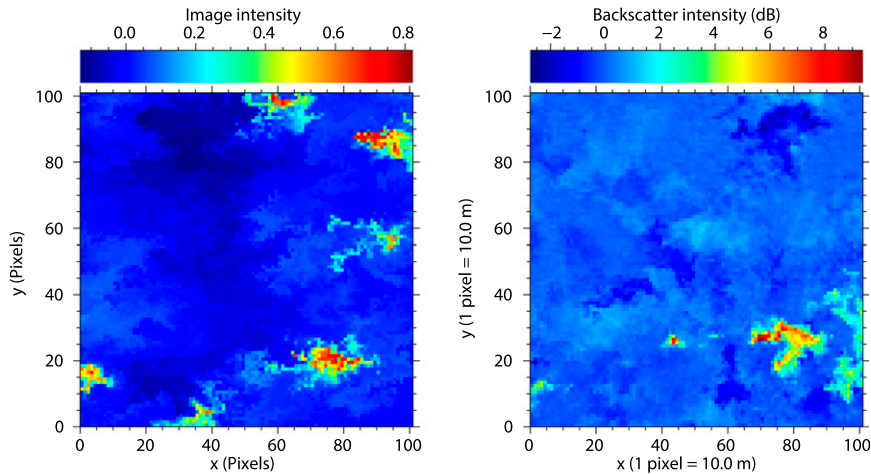 Image intensity
0.0 0.2 0.4 0.6 0.8
100
80
60
40
20
0
y (Pixels)
0 20 40 60 80 100
x (Pixels)
Backscatter intensity (dB)
−2 0 2 4 6 8
100
80
60
40
20
0
y (1 pixel = 10.0 m)
0 20 40 60 80 100
x (1 pixel = 10.0 m)